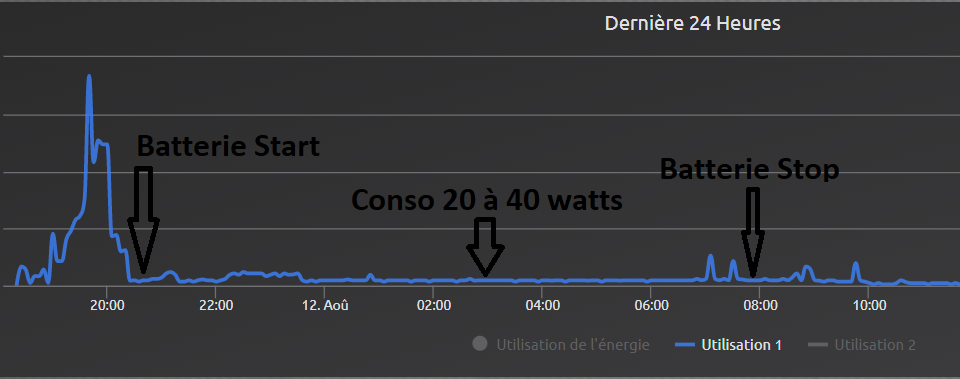 Dernière 24 Heures
Batterie Start
Batterie Stop
Conso 20 à 40 watts
20:00 22:00 12. Aoû 02:00 04:00 06:00 08:00 10:00
Utilisation de l'énergie Utilisation 1 Utilisation 2